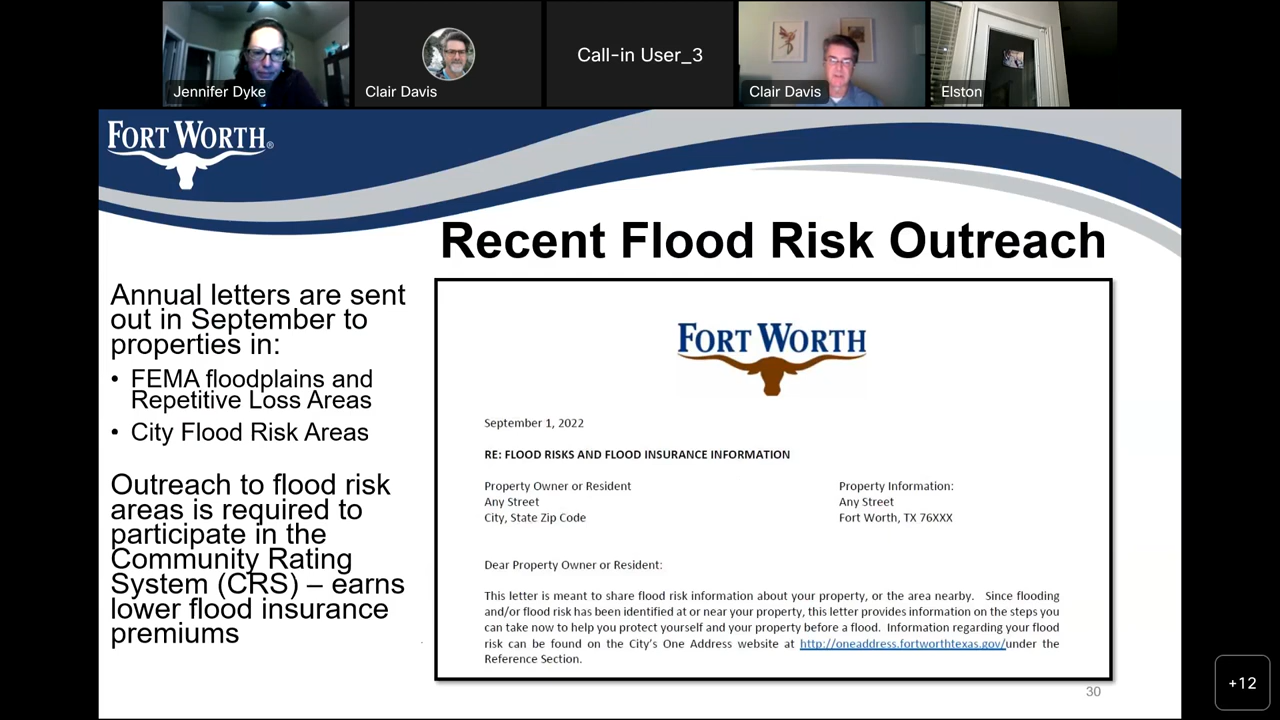 Jennifer Dyke
Clair Davis
Call-in User_3
Clair Davis
Elston
FORT WORTH®
Recent Flood Risk Outreach
Annual letters are sent
out in September to
properties in:
• FEMA floodplains and
Repetitive Loss Areas
• City Flood Risk Areas
Outreach to flood risk
areas is required to
participate in the
Community Rating
System (CRS) – earns
lower flood insurance
premiums
FORT WORTH
September 1, 2022
RE: FLOOD RISKS AND FLOOD INSURANCE INFORMATION
Property Owner or Resident
Any Street
City, State Zip Code
Property Information:
Any Street
Fort Worth, TX 76XXX
Dear Property Owner or Resident:
This letter is meant to share flood risk information about your property, or the area nearby. Since flooding
and/or flood risk has been identified at or near your property, this letter provides information on the steps you
can take now to help you protect yourself and your property before a flood. Information regarding your flood
risk can be found on the City's One Address website at http://oneaddress.fortworthtexas.gov/under the
Reference Section.
30
+12